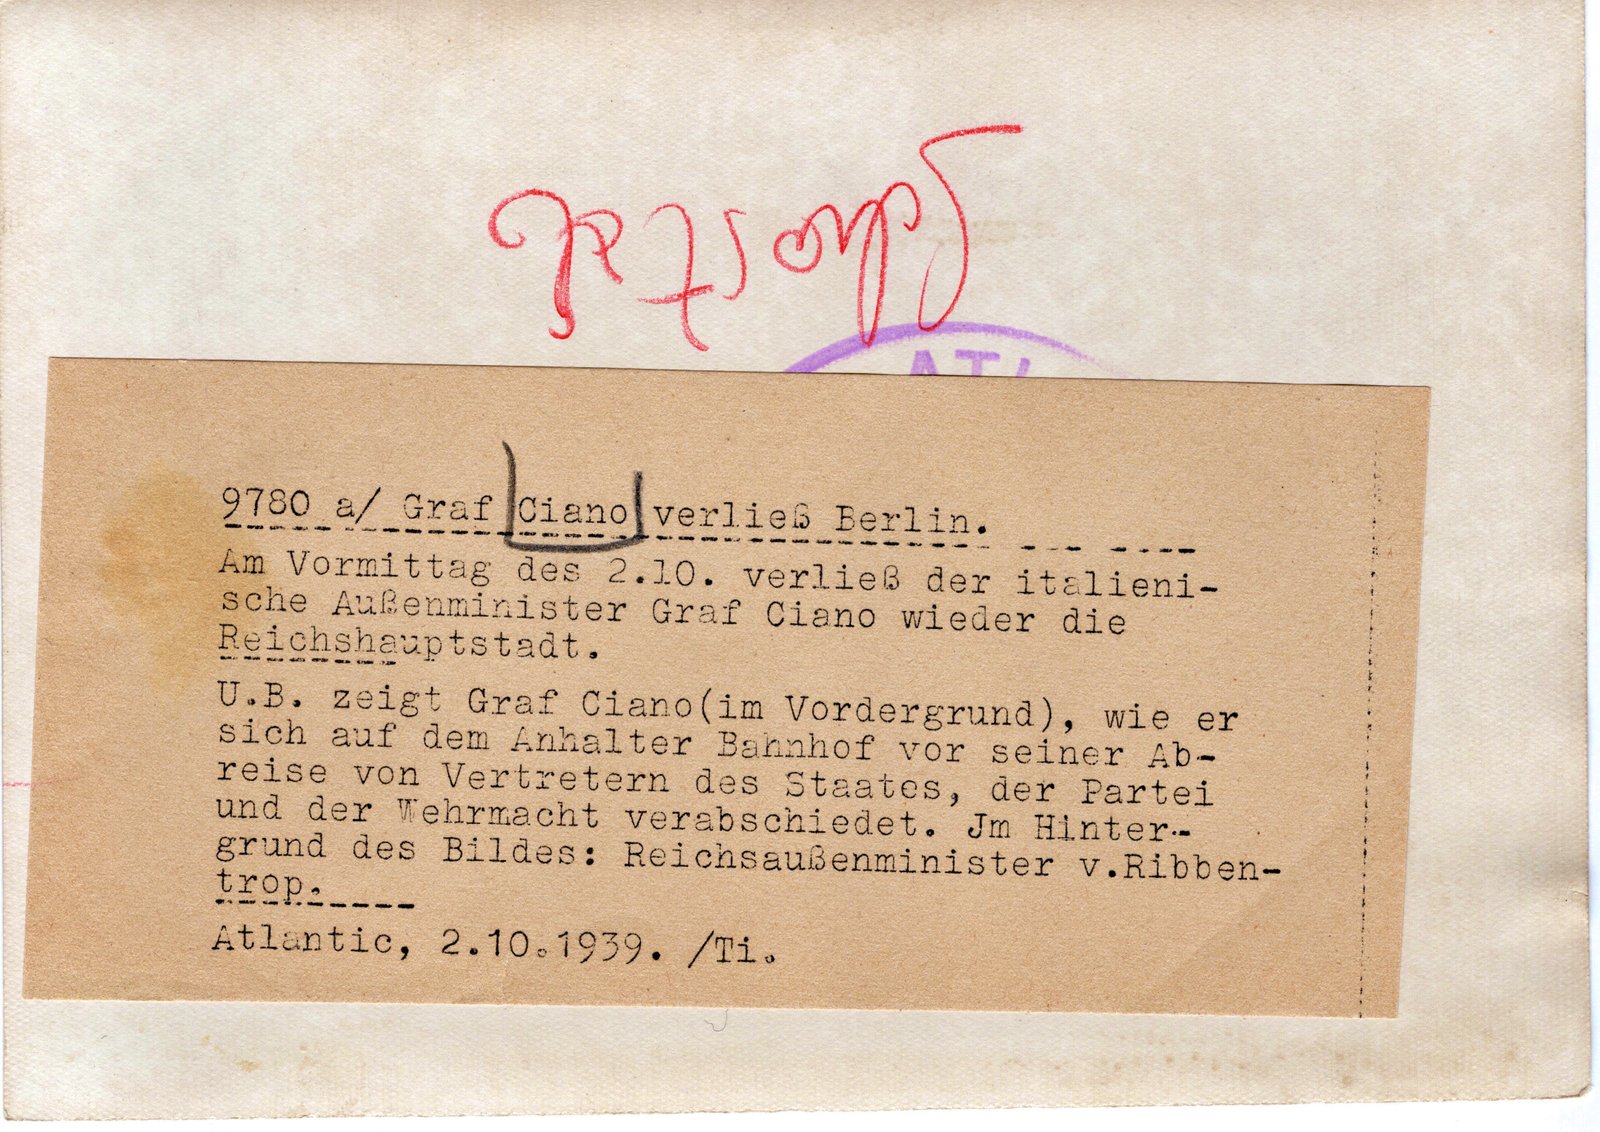 AT
9780 a/ Graf Ciano verließ Berlin.
Am Vormittag des 2.10. verließ der italieni-
sche Außenminister Graf Ciano wieder die
Reichshauptstadt.
U.B. zeigt Graf Ciano(im Vordergrund), wie er
sich auf dem Anhalter Bahnhof vor seiner Ab-
reise von Vertretern des Staates, der Partei
und der Wehrmacht verabschiedet. Jm Hinter-
grund des Bildes: Reichsaußenminister v.Ribben-
trop.
Atlantic, 2.10.1939. /Ti.